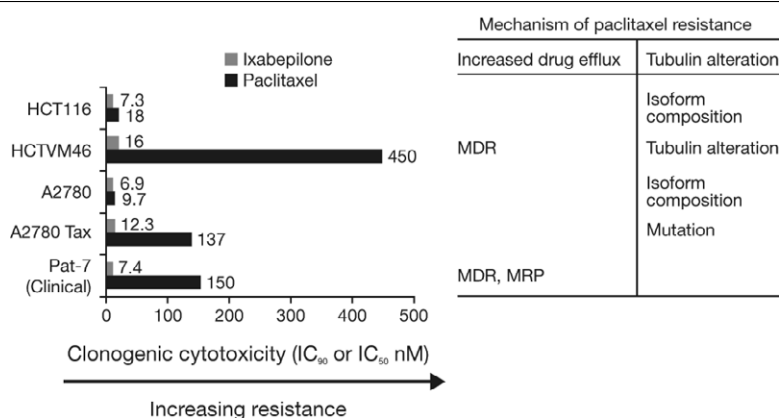 Ixabepilone
Paclitaxel
HCT116
7.3
18
HCTVM46
16
450
A2780
6.9
9.7
A2780 Tax
12.3
137
Pat-7
(Clinical)
7.4
150
0 100 200 300 400 500
Clonogenic cytotoxicity (IC₉₀ or IC₅₀ nM)
Increasing resistance
Mechanism of paclitaxel resistance
Increased drug efflux Tubulin alteration
Isoform
composition
MDR Tubulin alteration
Isoform
composition
Mutation
MDR, MRP